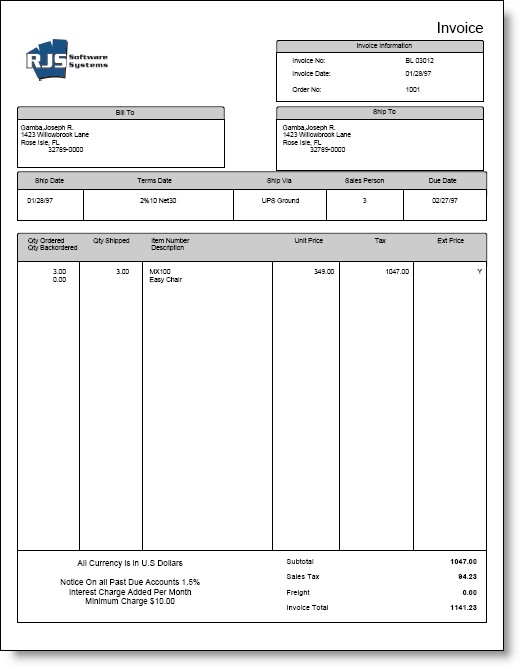 Invoice
RJS Software
Systems
Invoice Information
Invoice No: BL 03012
Invoice Date: 01/28/97
Order No: 1001
Bill To
Gamba,Joseph R.
1423 Willowbrook Lane
Rose Isle, FL
32789-0000
Ship To
Gamba,Joseph R.
1423 Willowbrook Lane
Rose Isle, FL
32789-0000
Ship Date Terms Date Ship Via Sales Person Due Date
01/28/97 2%10 Net30 UPS Ground 3 02/27/97
Qty Ordered Qty Shipped Item Number Unit Price Tax Ext Price
Qty Backordered Description
3.00 3.00 MX100 349.00 1047.00 Y
0.00 Easy Chair
All Currency is in U.S Dollars
Notice On all Past Due Accounts 1.5%
Interest Charge Added Per Month
Minimum Charge $10.00
Subtotal 1047.00
Sales Tax 94.23
Freight 0.00
Invoice Total 1141.23